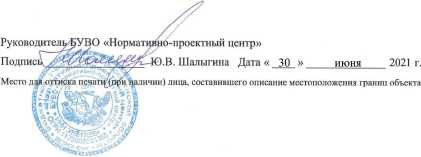 Руководитель БУВО «Нормативно-проектный центр»
Подпись Ю.В. Шалыгина Дата « 30 » июня 2021 г.
Место для оттиска печати (при наличии) лица, составившего описание местоположения границ объекта